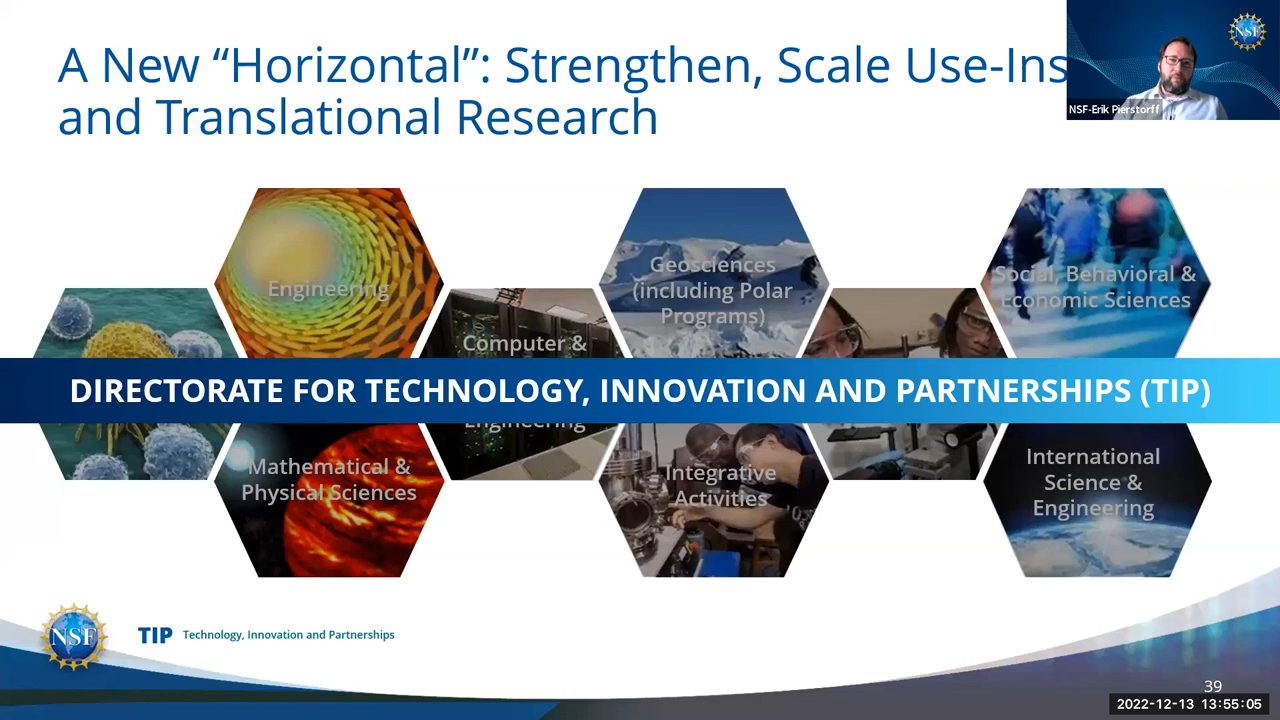 A New “Horizontal”: Strengthen, Scale Use-Ins
and Translational Research
NSF
NSF-Erik Pierstorff
Engineering
Geosciences
(including Polar
Programs)
Social, Behavioral &
Economic Sciences
Computer &
DIRECTORATE FOR TECHNOLOGY, INNOVATION AND PARTNERSHIPS (TIP)
Engineering
Mathematical &
Physical Sciences
Integrative
Activities
International
Science &
Engineering
NSF
TIP Technology, Innovation and Partnerships
39
2022-12-13 13:55:05